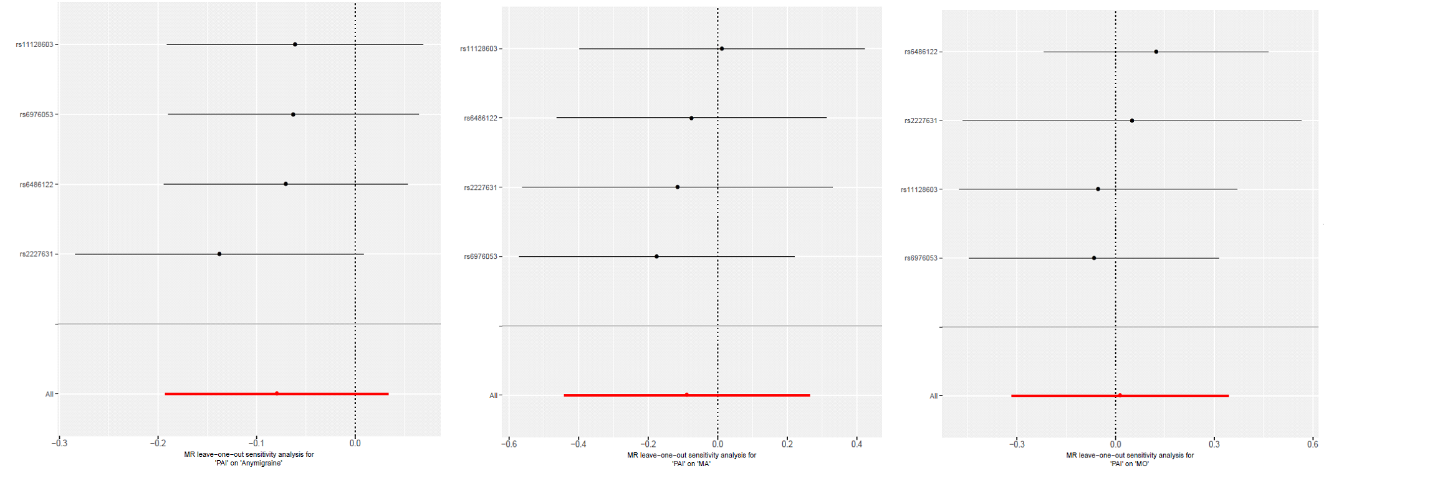 rs11128603
rs6976053
rs6486122
rs2227631
All
−0.3 −0.2 −0.1 0.0
MR leave−one−out sensitivity analysis for
'PAI' on 'Anymigraine'
rs11128603
rs6486122
rs2227631
rs6976053
All
−0.6 −0.4 −0.2 0.0 0.2 0.4
MR leave−one−out sensitivity analysis for
'PAI' on 'MA'
rs6486122
rs2227631
rs11128603
rs6976053
All
−0.3 0.0 0.3 0.6
MR leave−one−out sensitivity analysis for
'PAI' on 'MO'